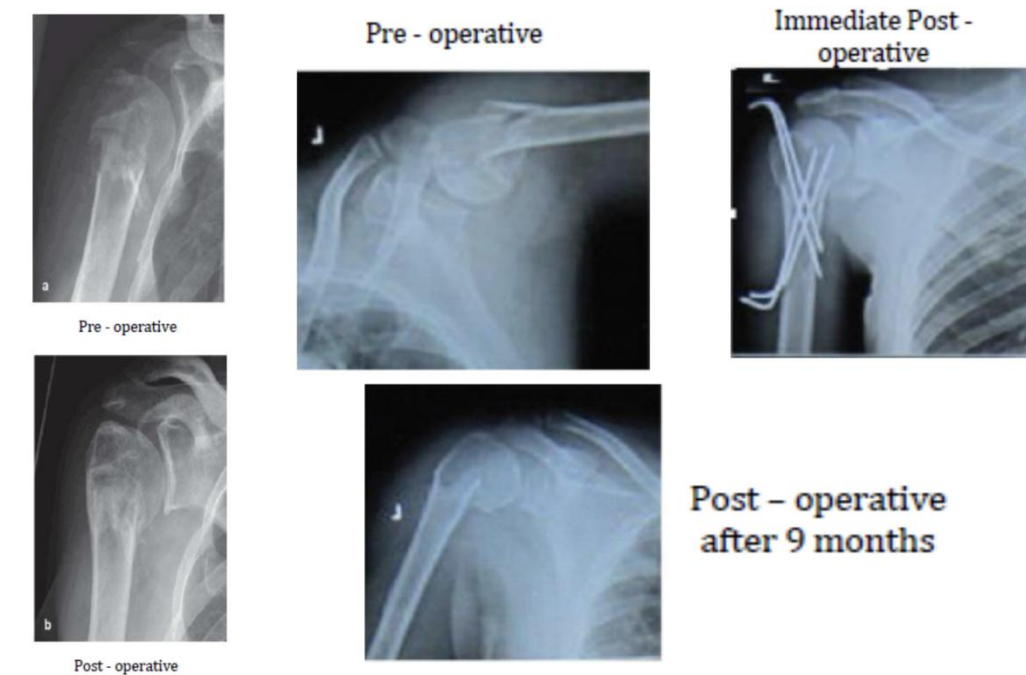 Pre - operative
Immediate Post -
operative
a
Pre - operative
b
Post - operative
Post – operative
after 9 months